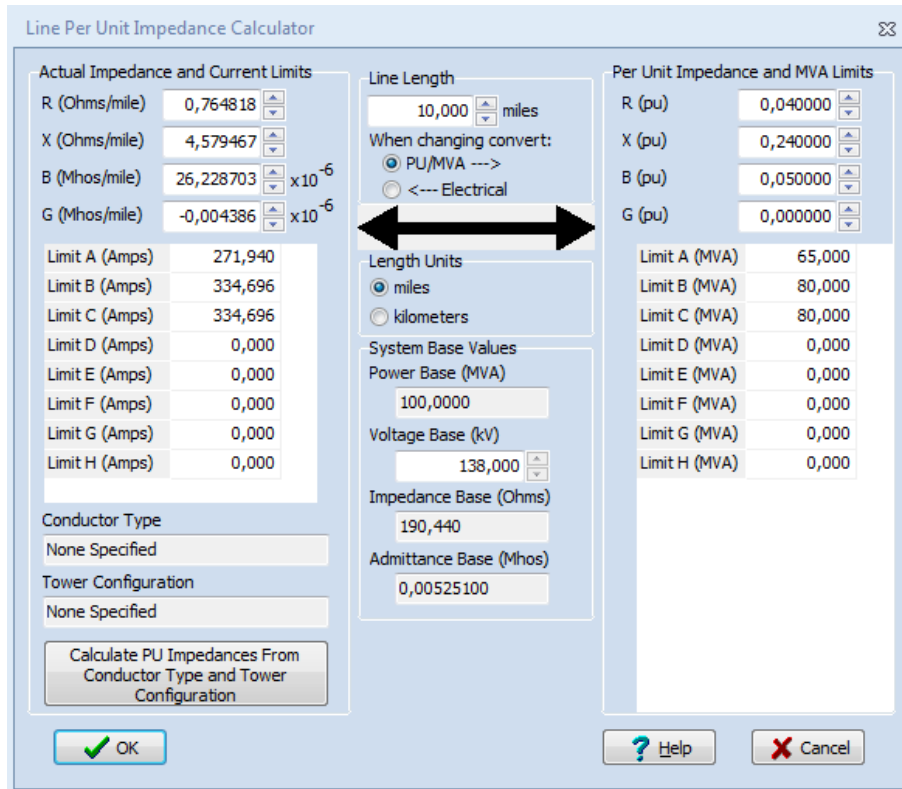 Line Per Unit Impedance Calculator
Actual Impedance and Current Limits
R (Ohms/mile) 0,764818
X (Ohms/mile) 4,579467
B (Mhos/mile) 26,228703 x10-6
G (Mhos/mile) -0,004386 x10-6
Limit A (Amps) 271,940
Limit B (Amps) 334,696
Limit C (Amps) 334,696
Limit D (Amps) 0,000
Limit E (Amps) 0,000
Limit F (Amps) 0,000
Limit G (Amps) 0,000
Limit H (Amps) 0,000
Conductor Type
None Specified
Tower Configuration
None Specified
Calculate PU Impedances From
Conductor Type and Tower
Configuration
Line Length
10,000 miles
When changing convert:
PU/MVA --->
<--- Electrical
Length Units
miles
kilometers
System Base Values
Power Base (MVA)
100,0000
Voltage Base (kV)
138,000
Impedance Base (Ohms)
190,440
Admittance Base (Mhos)
0,00525100
Per Unit Impedance and MVA Limits
R (pu) 0,040000
X (pu) 0,240000
B (pu) 0,050000
G (pu) 0,000000
Limit A (MVA) 65,000
Limit B (MVA) 80,000
Limit C (MVA) 80,000
Limit D (MVA) 0,000
Limit E (MVA) 0,000
Limit F (MVA) 0,000
Limit G (MVA) 0,000
Limit H (MVA) 0,000
OK
? Help
Cancel